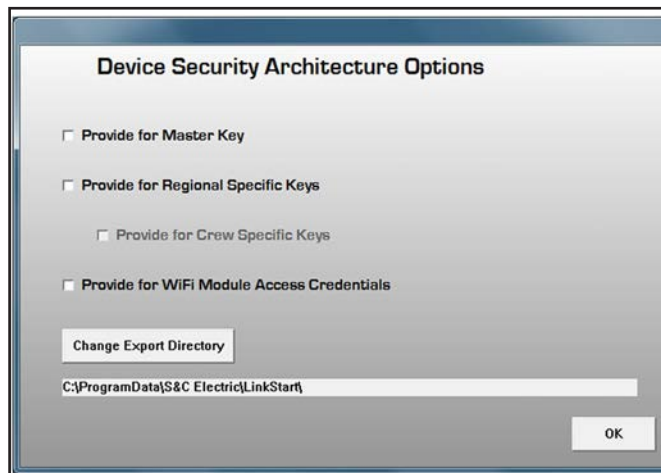 Device Security Architecture Options
Provide for Master Key
Provide for Regional Specific Keys
Provide for Crew Specific Keys
Provide for WiFi Module Access Credentials
Change Export Directory
C:\ProgramData\S&C Electric\LinkStart\
OK